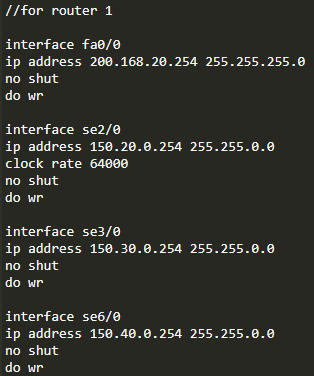 //for router 1
interface fa0/0
ip address 200.168.20.254 255.255.255.0
no shut
do wr
interface se2/0
ip address 150.20.0.254 255.255.0.0
clock rate 64000
no shut
do wr
interface se3/0
ip address 150.30.0.254 255.255.0.0
no shut
do wr
interface se6/0
ip address 150.40.0.254 255.255.0.0
no shut
do wr